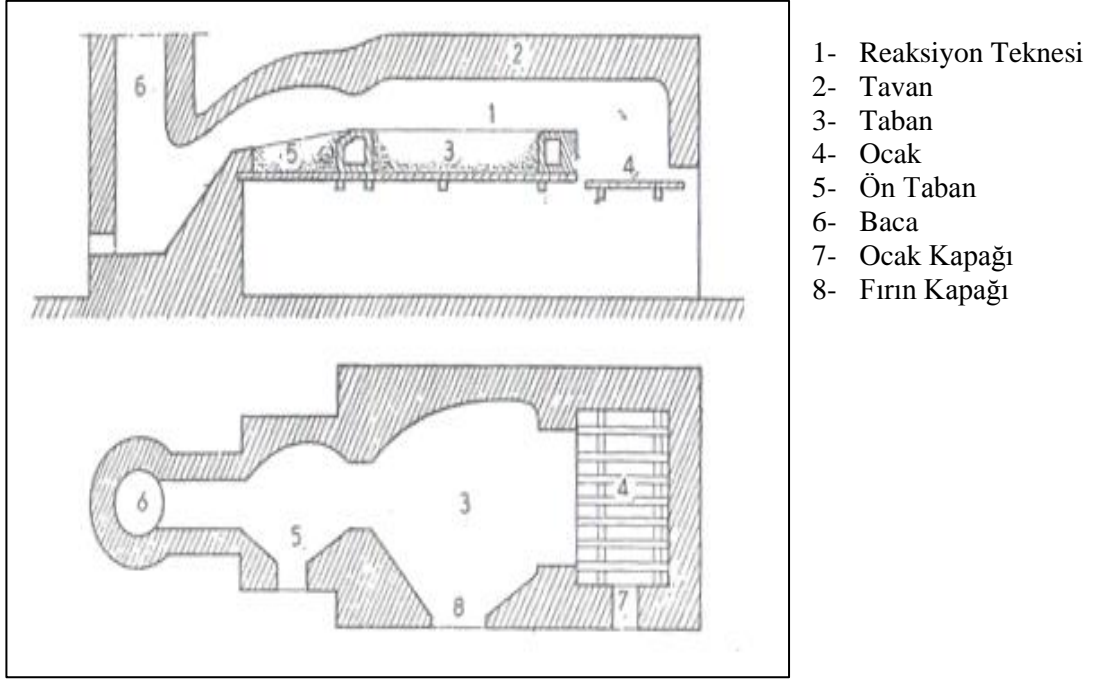 2
6
1
5
3
4
6
5
3
4
8
7
1- Reaksiyon Teknesi
2- Tavan
3- Taban
4- Ocak
5- Ön Taban
6- Baca
7- Ocak Kapağı
8- Fırın Kapağı